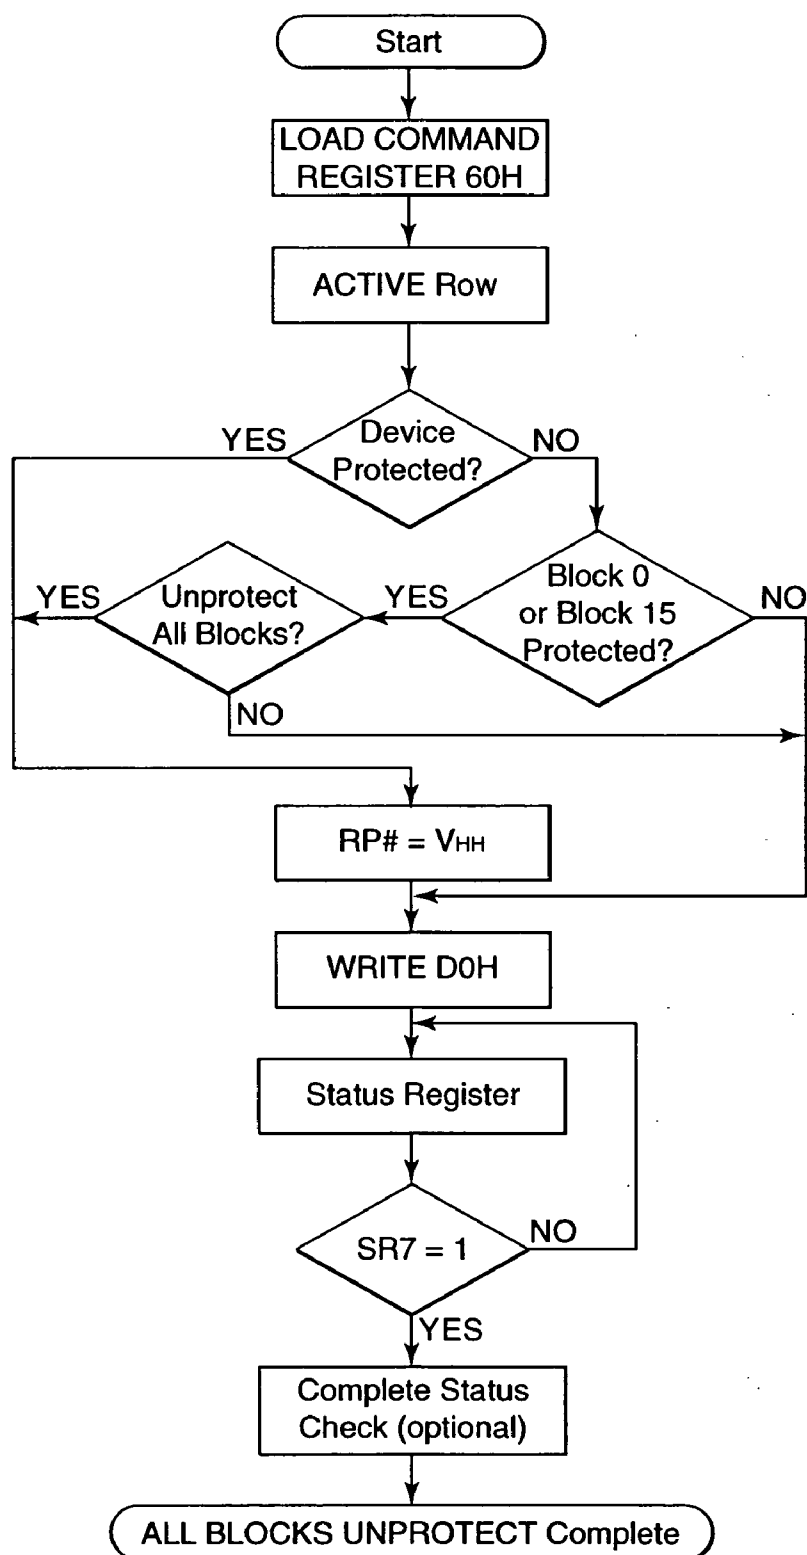 Start
LOAD COMMAND
REGISTER 60H
ACTIVE Row
YES
Device
Protected?
NO
YES
Unprotect
All Blocks?
YES
Block 0
or Block 15
Protected?
NO
NO
RP# = VHH
WRITE D0H
Status Register
SR7 = 1
NO
YES
Complete Status
Check (optional)
ALL BLOCKS UNPROTECT Complete